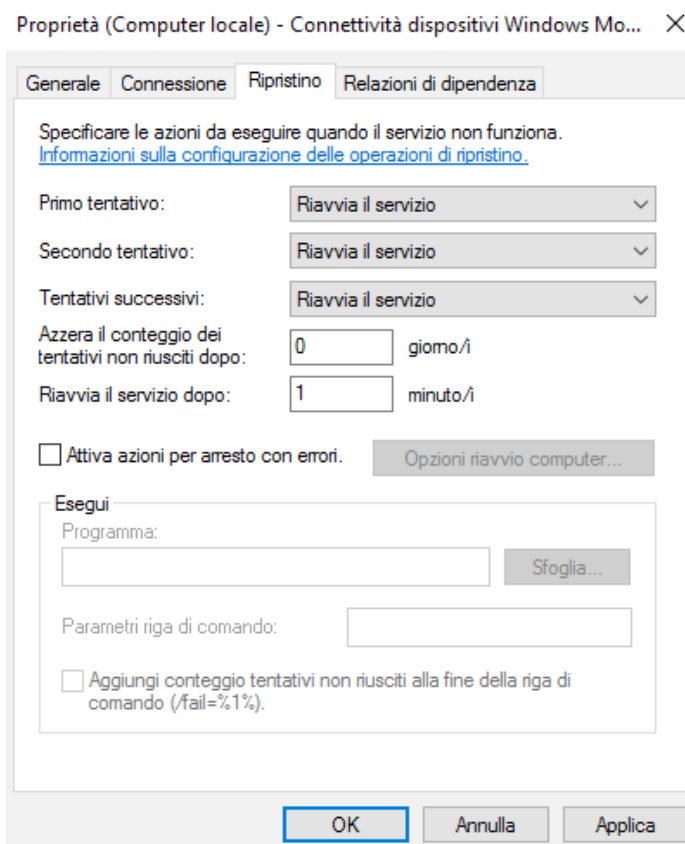 Proprietà (Computer locale) - Connettività dispositivi Windows Mo...
Generale Connessione Ripristino Relazioni di dipendenza
Specificare le azioni da eseguire quando il servizio non funziona.
Informazioni sulla configurazione delle operazioni di ripristino.
Primo tentativo: Riavvia il servizio
Secondo tentativo: Riavvia il servizio
Tentativi successivi: Riavvia il servizio
Azzera il conteggio dei
tentativi non riusciti dopo: 0 giorno/i
Riavvia il servizio dopo: 1 minuto/i
Attiva azioni per arresto con errori. Opzioni riavvio computer...
Esegui
Programma:
Sfoglia...
Parametri riga di comando:
Aggiungi conteggio tentativi non riusciti alla fine della riga di
comando (/fail=%1%).
OK Annulla Applica